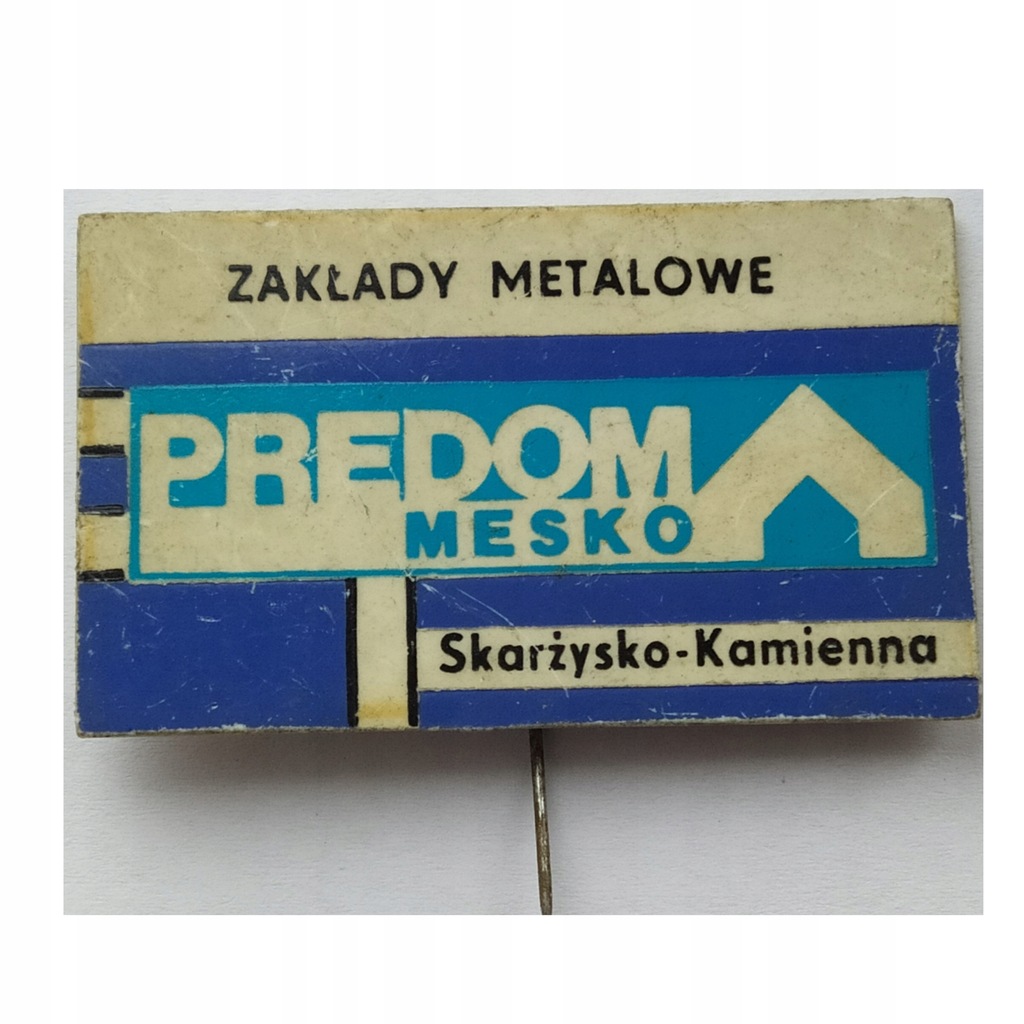 ZAKŁADY METALOWE
PREDOM
MESKO
Skarżysko-Kamienna